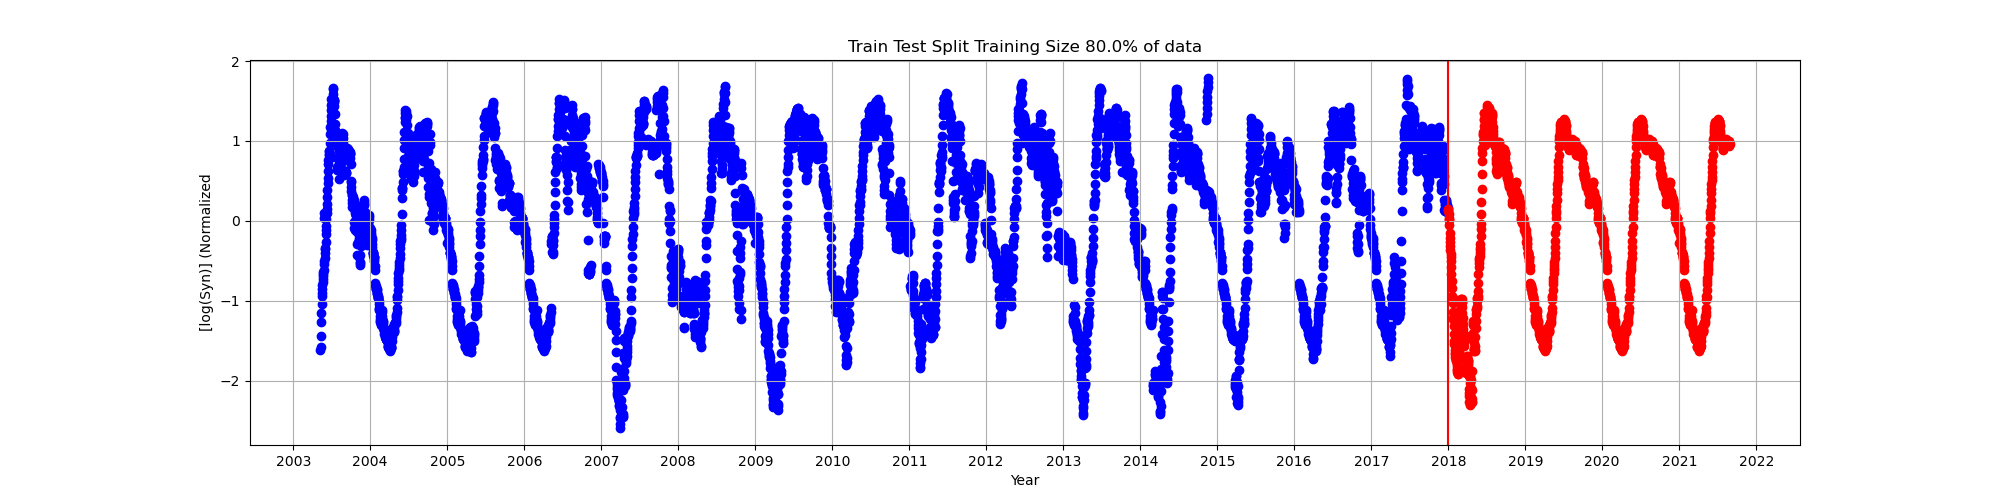 Train Test Split Training Size 80.0% of data
[log(Syn)] (Normalized
2
1
0
−1
−2
2003 2004 2005 2006 2007 2008 2009 2010 2011 2012 2013 2014 2015 2016 2017 2018 2019 2020 2021 2022
Year